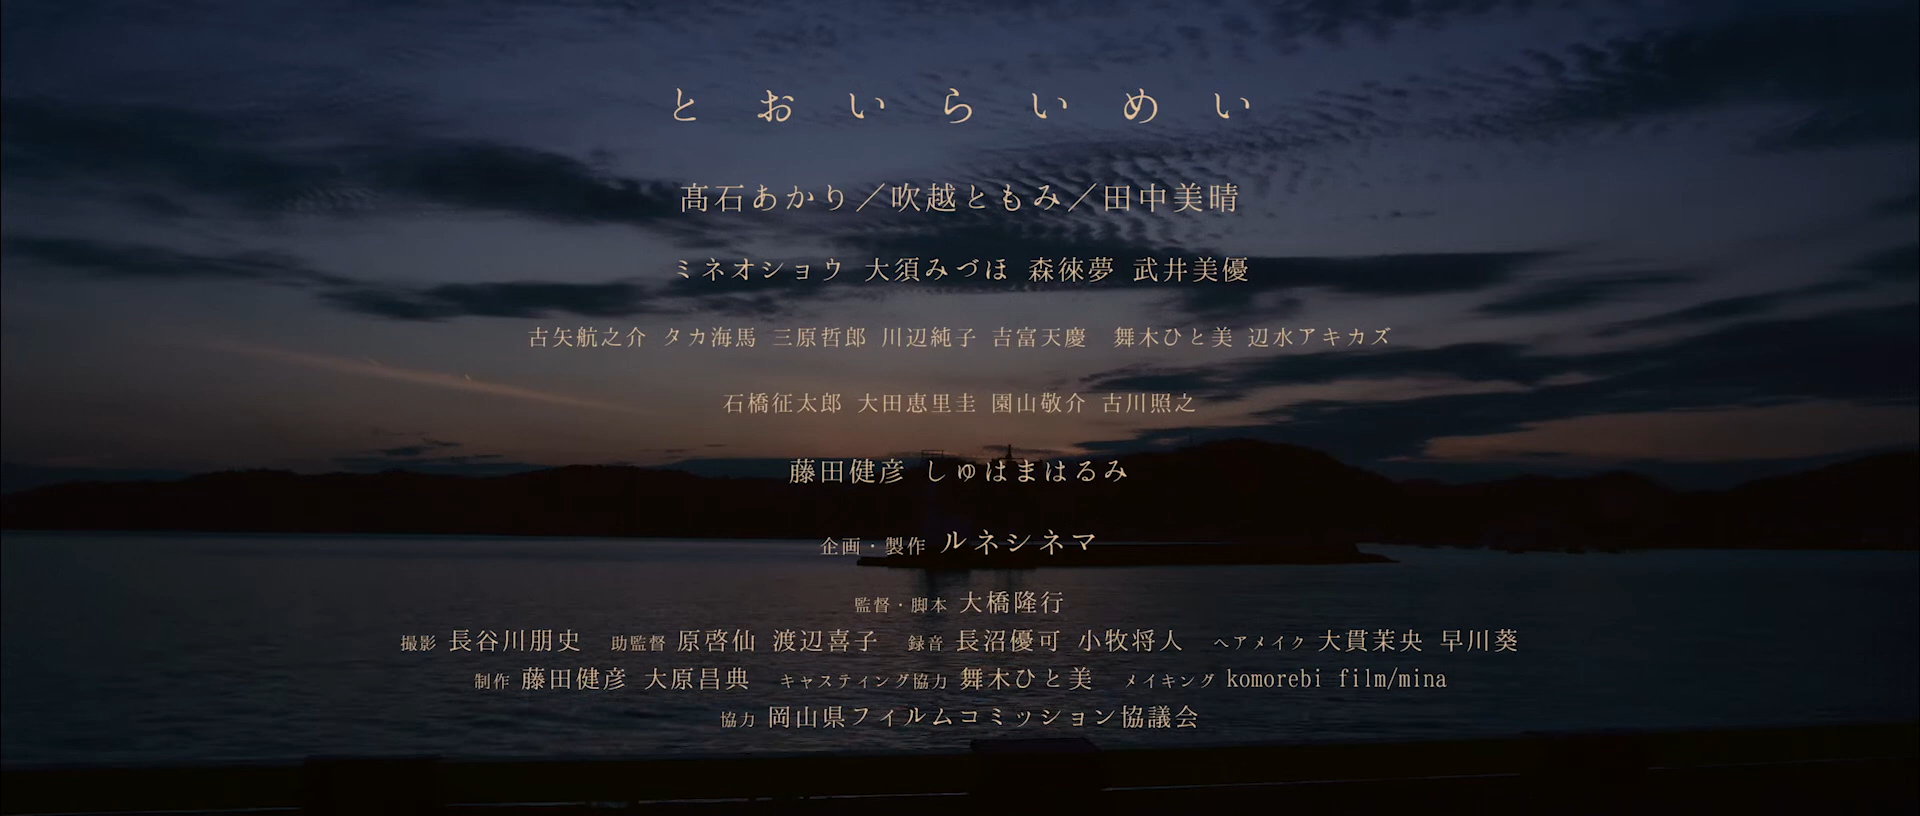 とおいらいめい
髙石あかり／吹越ともみ／田中美晴
ミネオショウ 大須みづほ 森徠夢 武井美優
古矢航之介 タカ海馬 三原哲郎 川辺純子 吉富天慶 舞木ひと美 辺水アキカズ
石橋征太郎 大田恵里圭 園山敬介 古川照之
藤田健彦 しゅはまはるみ
企画・製作 ルネシネマ
監督・脚本 大橋隆行
撮影 長谷川朋史 助監督 原啓仙 渡辺喜子 録音 長沼優可 小牧将人 ヘアメイク 大貫茉央 早川葵
制作 藤田健彦 大原昌典 キャスティング協力 舞木ひと美 メイキング komorebi film/mina
協力 岡山県フィルムコミッション協議会